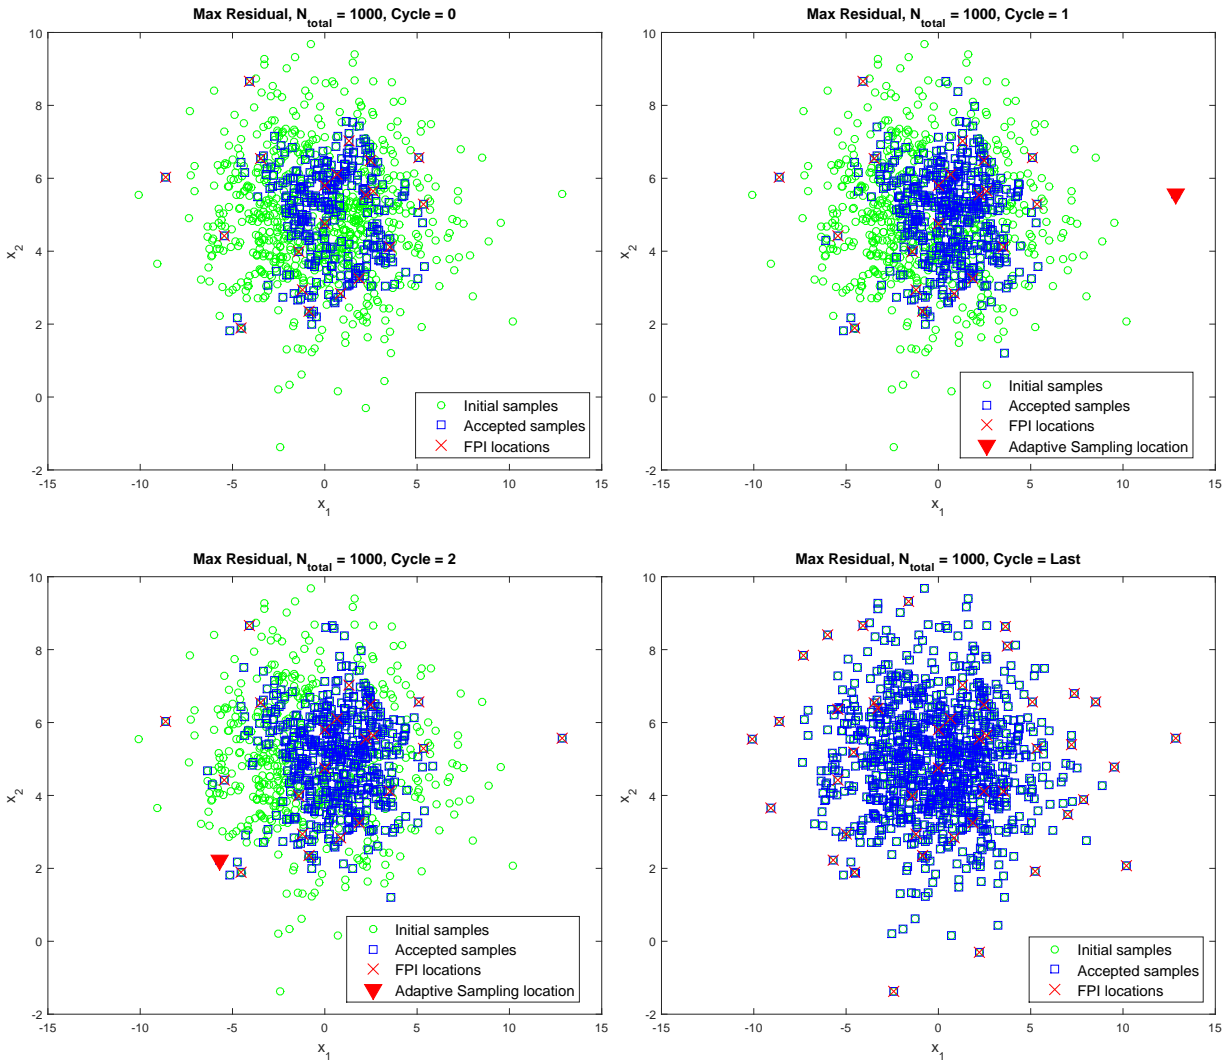 Max Residual, N_total = 1000, Cycle = 0
10
8
6
4
2
0
-2
x_2
-15
-10
-5
0
5
10
15
x_1
Initial samples
Accepted samples
FPI locations
Max Residual, N_total = 1000, Cycle = 1
10
8
6
4
2
0
-2
x_2
-15
-10
-5
0
5
10
15
x_1
Initial samples
Accepted samples
FPI locations
Adaptive Sampling location
Max Residual, N_total = 1000, Cycle = 2
10
8
6
4
2
0
-2
x_2
-15
-10
-5
0
5
10
15
x_1
Initial samples
Accepted samples
FPI locations
Adaptive Sampling location
Max Residual, N_total = 1000, Cycle = Last
10
8
6
4
2
0
-2
x_2
-15
-10
-5
0
5
10
15
x_1
Initial samples
Accepted samples
FPI locations